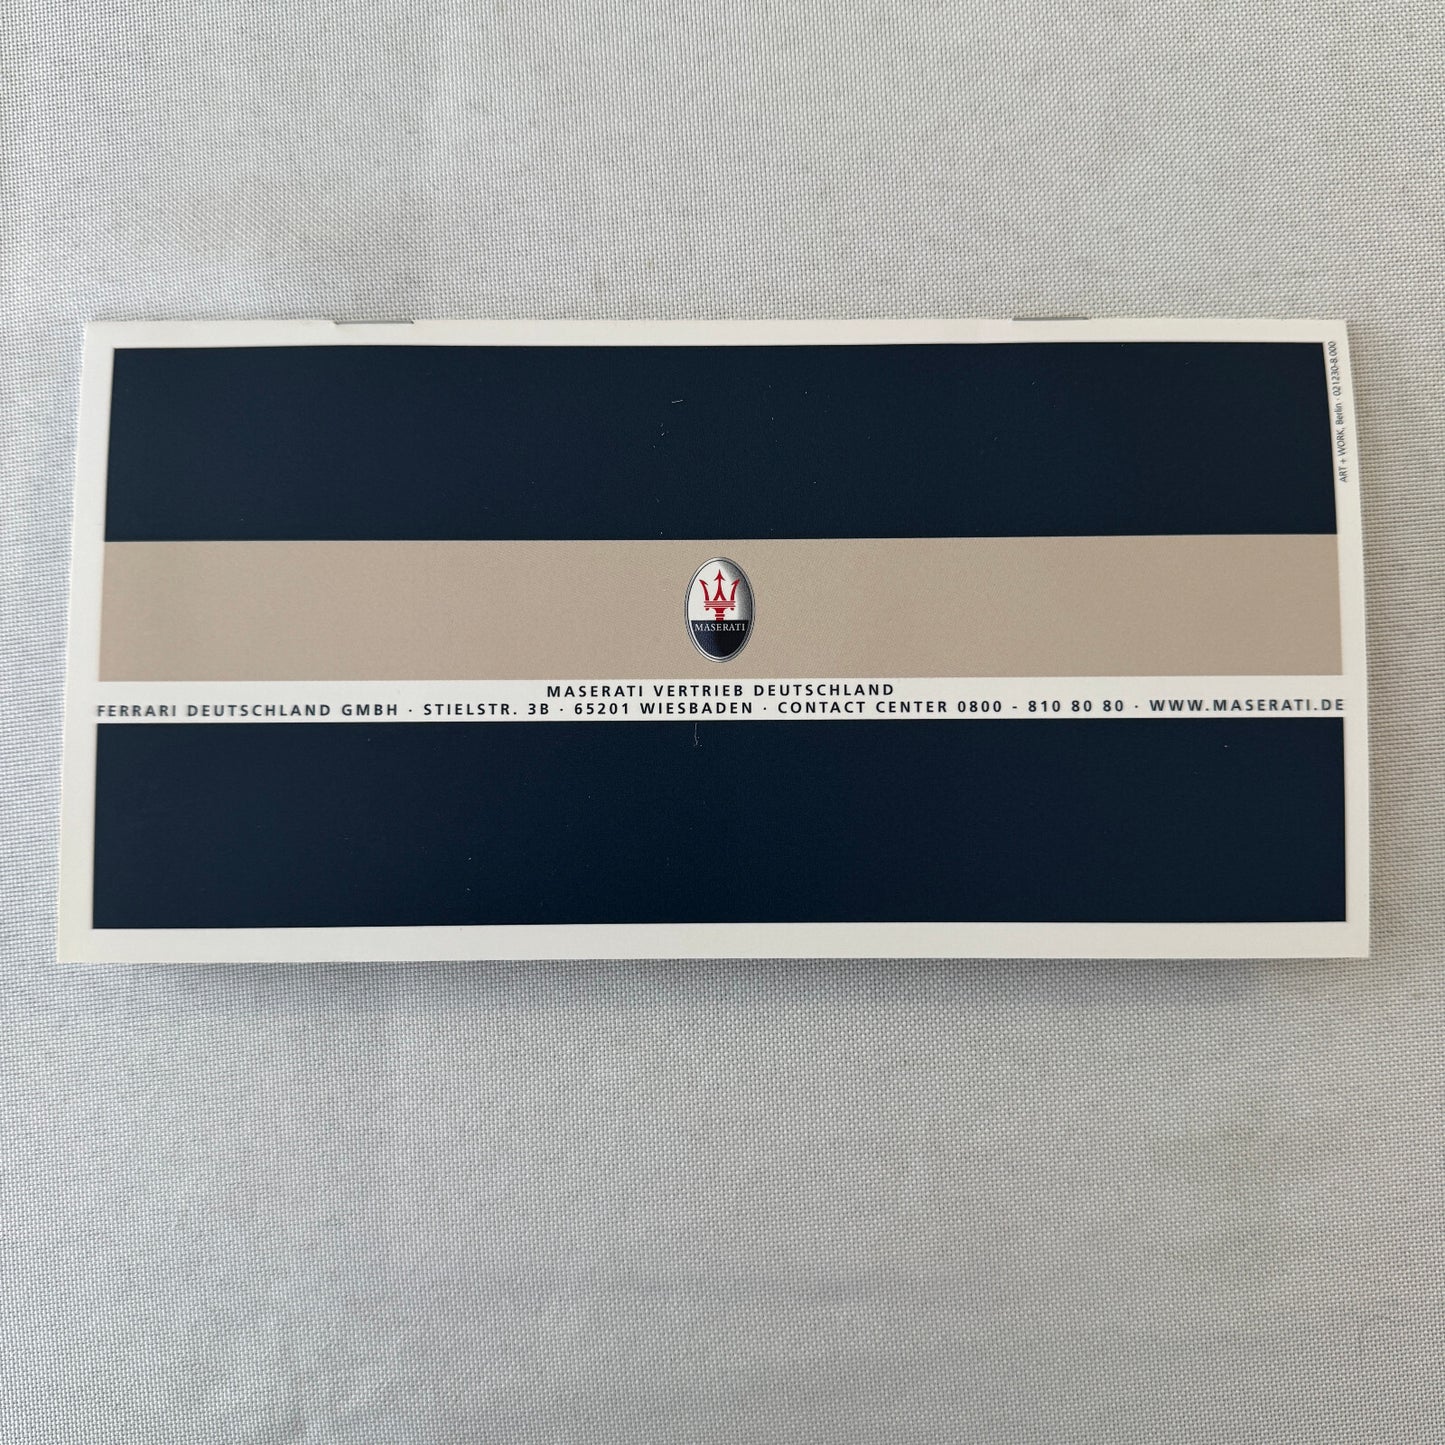 MASERATI
MASERATI VERTRIEB DEUTSCHLAND
FERRARI DEUTSCHLAND GMBH · STIELSTR. 3B · 65201 WIESBADEN · CONTACT CENTER 0800 - 810 80 80 · WWW.MASERATI.DE
ART + WORK, Berlin · 021230-8.000